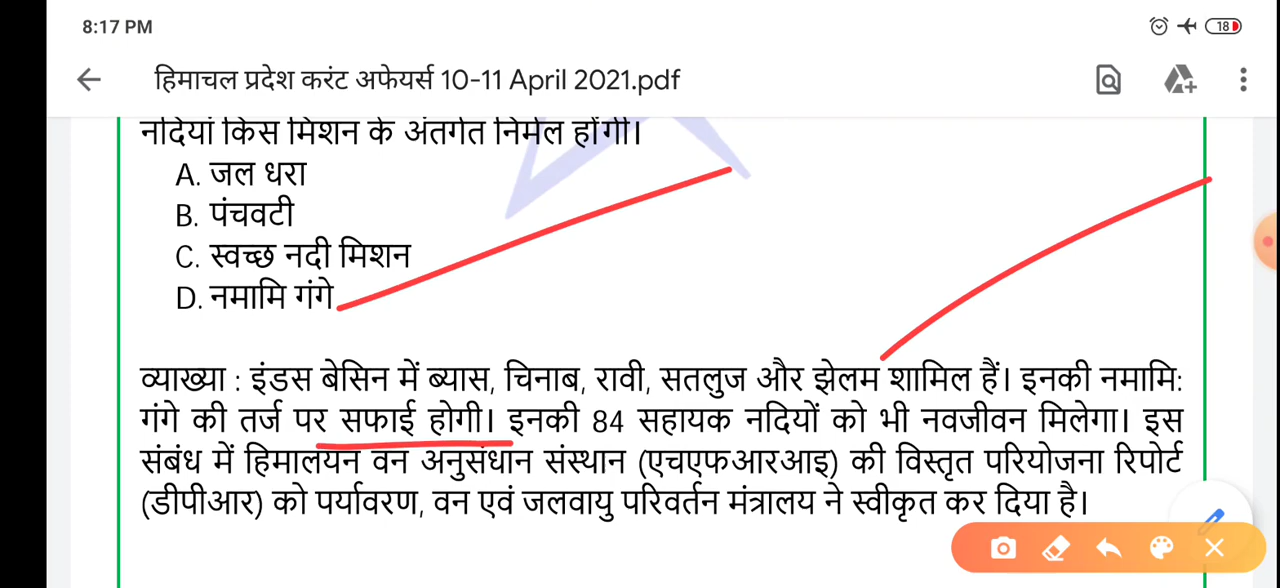 8:17 PM
18
हिमाचल प्रदेश करंट अफेयर्स 10-11 April 2021.pdf
नदियां किस मिशन के अंतर्गत निर्मल होंगी।
A. जल धरा
B. पंचवटी
C. स्वच्छ नदी मिशन
D. नमामि गंगे
व्याख्या : इंडस बेसिन में ब्यास, चिनाब, रावी, सतलुज और झेलम शामिल हैं। इनकी नमामि:
गंगे की तर्ज पर सफाई होगी। इनकी 84 सहायक नदियों को भी नवजीवन मिलेगा। इस
संबंध में हिमालयन वन अनुसंधान संस्थान (एचएफआरआइ) की विस्तृत परियोजना रिपोर्ट
(डीपीआर) को पर्यावरण, वन एवं जलवायु परिवर्तन मंत्रालय ने स्वीकृत कर दिया है।